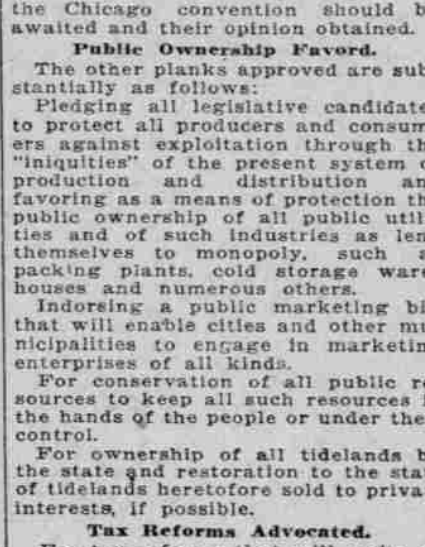 the Chicago convention should b
awaited and their opinion obtained.
Public Ownership Favord.
The other planks approved are sub
stantially as follows:
Pledging all legislative candidate
to protect all producers and consum
ers against exploitation through th
"iniquities" of the present system o
production and distribution an
favoring as a means of protection th
public ownership of all public utili
ties and of such industries as len
themselves to monopoly, such a
packing plants, cold storage ware
houses and numerous others.
Indorsing a public marketing bi
that will enable cities and other mu
nicipalities to engage in marketin
enterprises of all kinds.
For conservation of all public re
sources to keep all such resources i
the hands of the people or under the
control.
For ownership of all tidelands b
the state and restoration to the stat
of tidelands heretofore sold to priva
interests, if possible.
Tax Reforms Advocated.